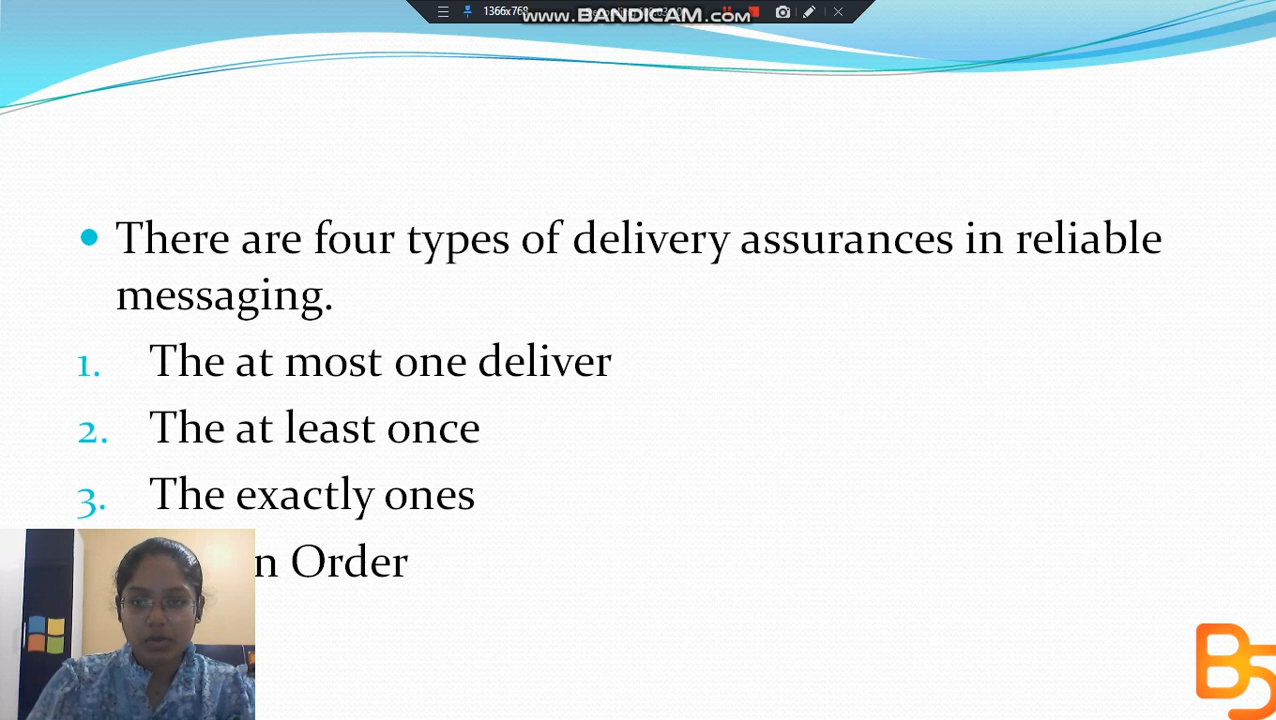 1366x768
www.BANDICAM.com
There are four types of delivery assurances in reliable
messaging.
1. The at most one deliver
2. The at least once
3. The exactly ones
n Order
B5